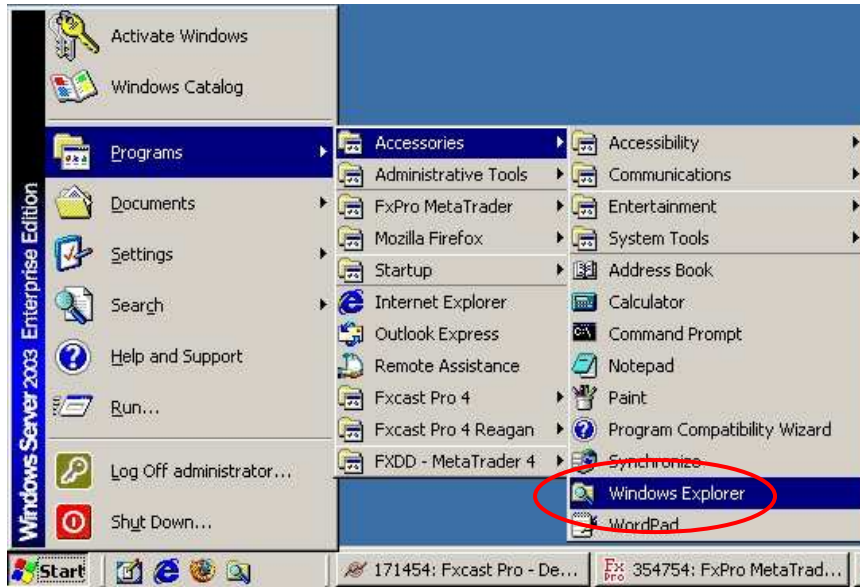 Windows Server 2003 Enterprise Edition
Activate Windows
Windows Catalog
Programs
Documents
Settings
Search
Help and Support
Run...
Log Off administrator...
Shut Down...
Accessories
Administrative Tools
FxPro MetaTrader
Mozilla Firefox
Startup
Internet Explorer
Outlook Express
Remote Assistance
Fxcast Pro 4
Fxcast Pro 4 Reagan
FXDD - MetaTrader 4
Accessibility
Communications
Entertainment
System Tools
Address Book
Calculator
Command Prompt
Notepad
Paint
Program Compatibility Wizard
Synchronize
Windows Explorer
WordPad
Start
171454: Fxcast Pro - De...
Fx Pro 354754: FxPro MetaTrad...